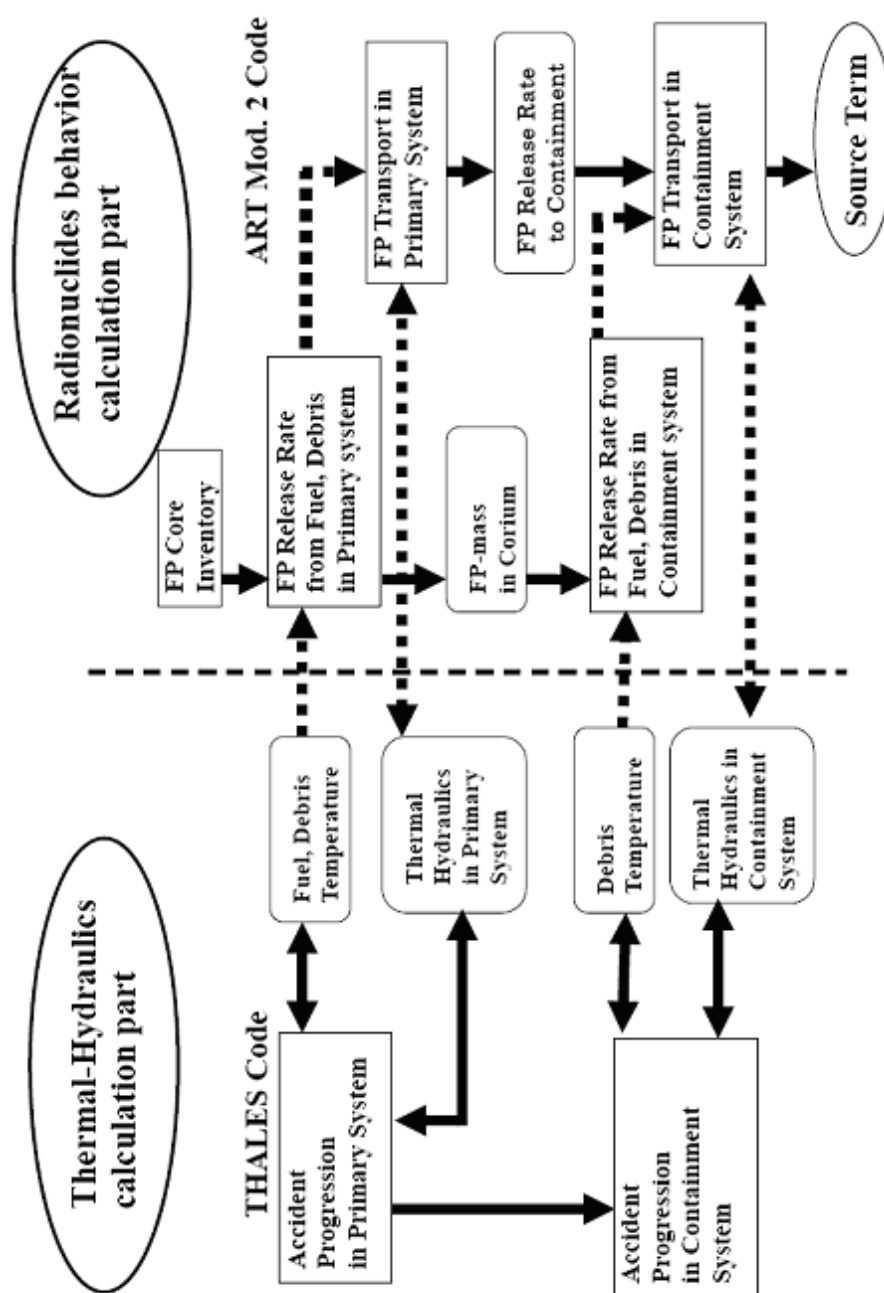 Thermal-Hydraulics
calculation part
Radionuclides behavior
calculation part
THALES Code
ART Mod. 2 Code
FP Core
Inventory
Accident
Progression
in Primary System
Fuel, Debris
Temperature
FP Release Rate
from Fuel, Debris
in Primary system
FP Transport in
Primary System
Thermal
Hydraulics
in Primary
System
FP-mass
in Corium
FP Release Rate
to Containment
Accident
Progression
in Containment
System
Debris
Temperature
FP Release Rate from
Fuel, Debris in
Containment system
FP Transport in
Containment
System
Thermal
Hydraulics in
Containment
System
Source Term